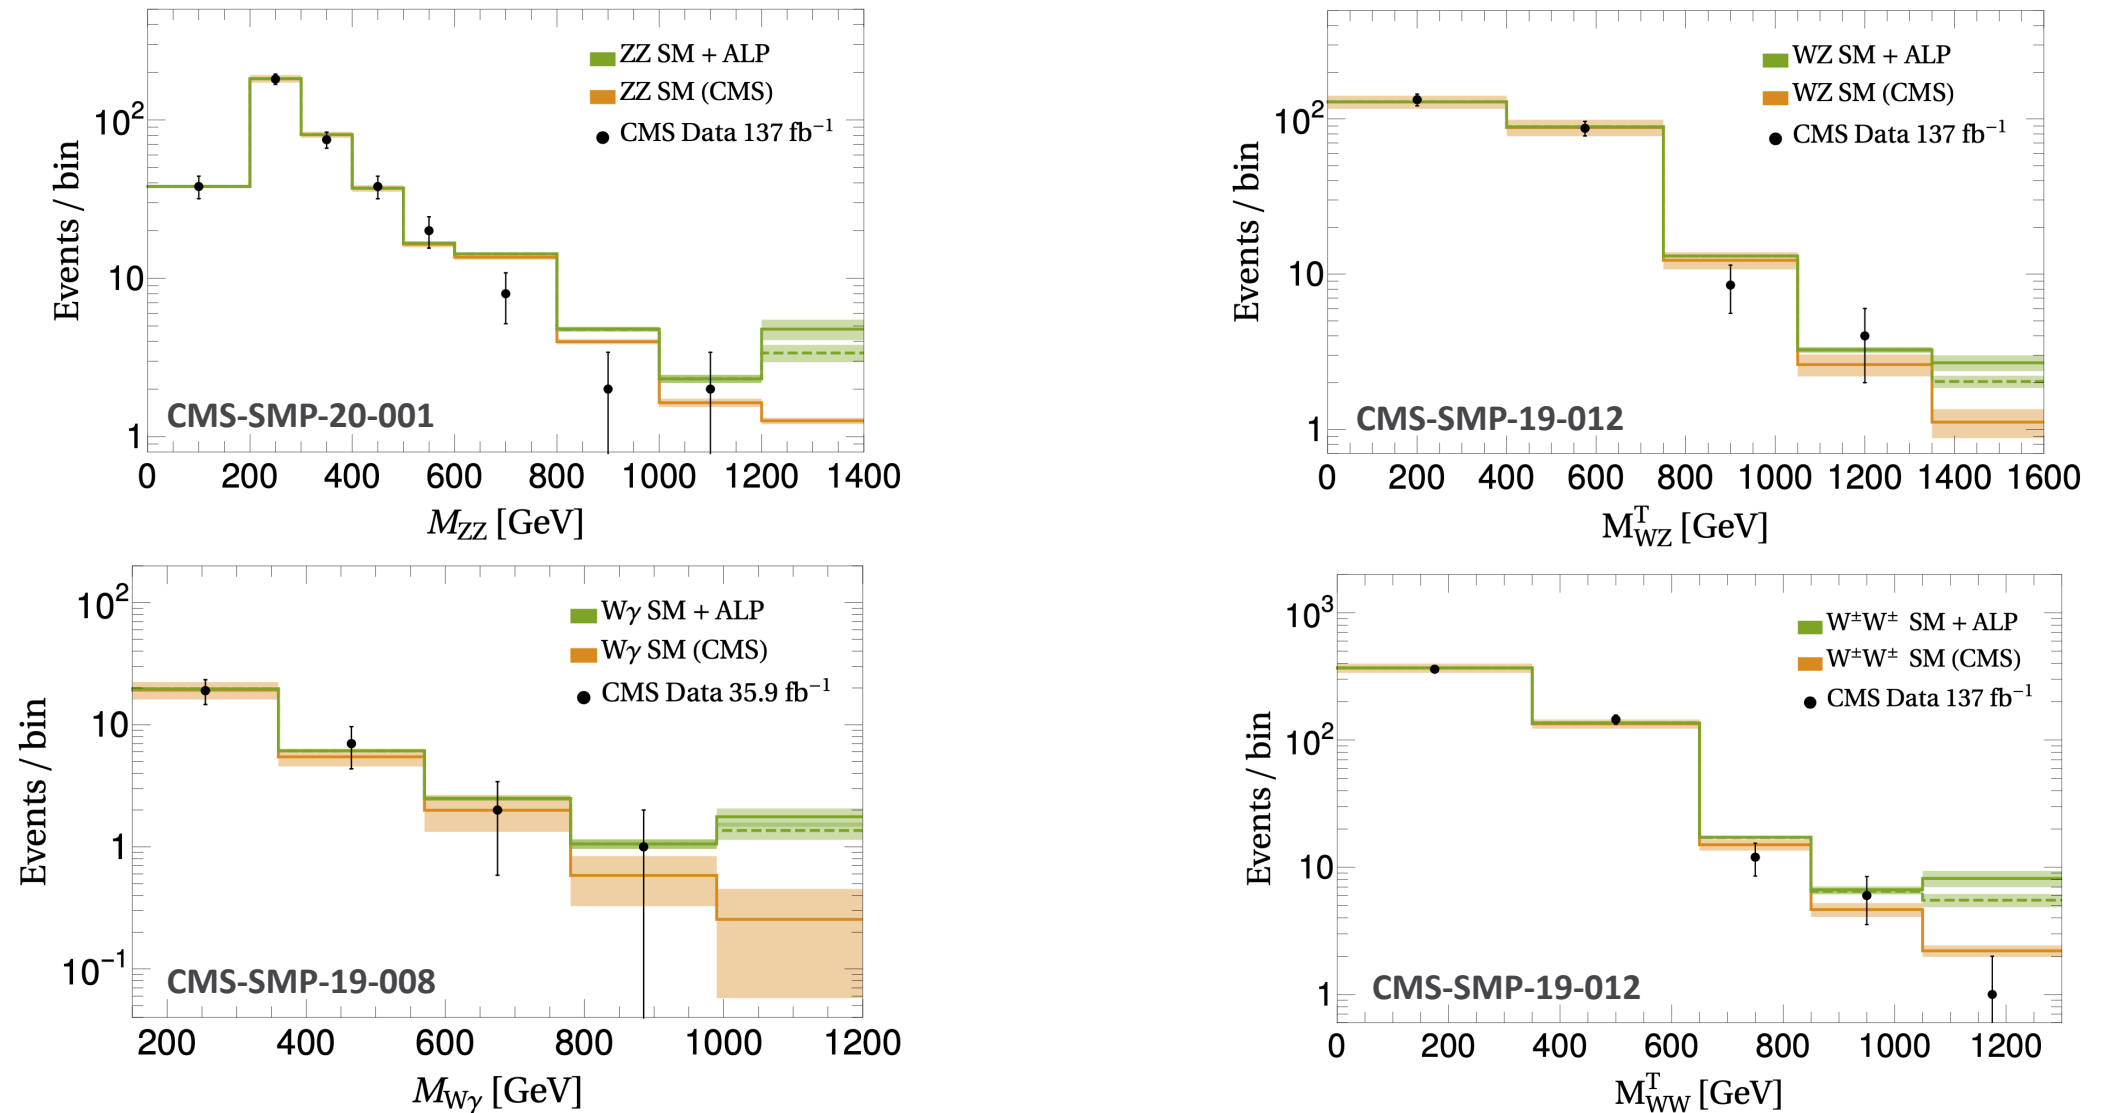 ZZ SM + ALP
ZZ SM (CMS)
CMS Data 137 fb⁻¹
Events / bin
10²
10
1
CMS-SMP-20-001
0 200 400 600 800 1000 1200 1400
M_ZZ [GeV]
WZ SM + ALP
WZ SM (CMS)
CMS Data 137 fb⁻¹
Events / bin
10²
10
1
CMS-SMP-19-012
0 200 400 600 800 1000 1200 1400 1600
M^T_WZ [GeV]
Wγ SM + ALP
Wγ SM (CMS)
CMS Data 35.9 fb⁻¹
Events / bin
10²
10
1
10⁻¹
CMS-SMP-19-008
200 400 600 800 1000 1200
M_Wγ [GeV]
W±W± SM + ALP
W±W± SM (CMS)
CMS Data 137 fb⁻¹
Events / bin
10³
10²
10
1
CMS-SMP-19-012
0 200 400 600 800 1000 1200
M^T_WW [GeV]